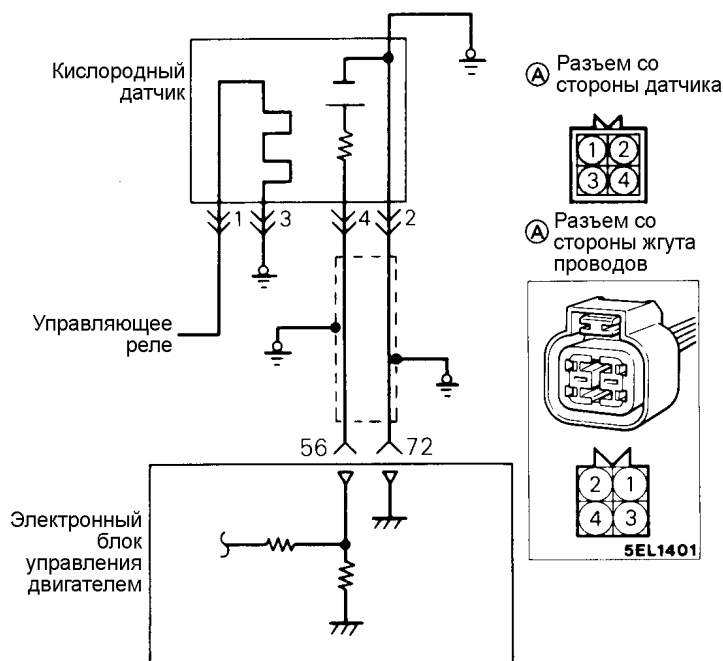 Кислородный
датчик
А Разъем со
стороны датчика
1 2
3 4
1 3 4 2
А Разъем со
стороны жгута
проводов
Управляющее
реле
56 72
2 1
4 3
5EL1401
Электронный
блок
управления
двигателем